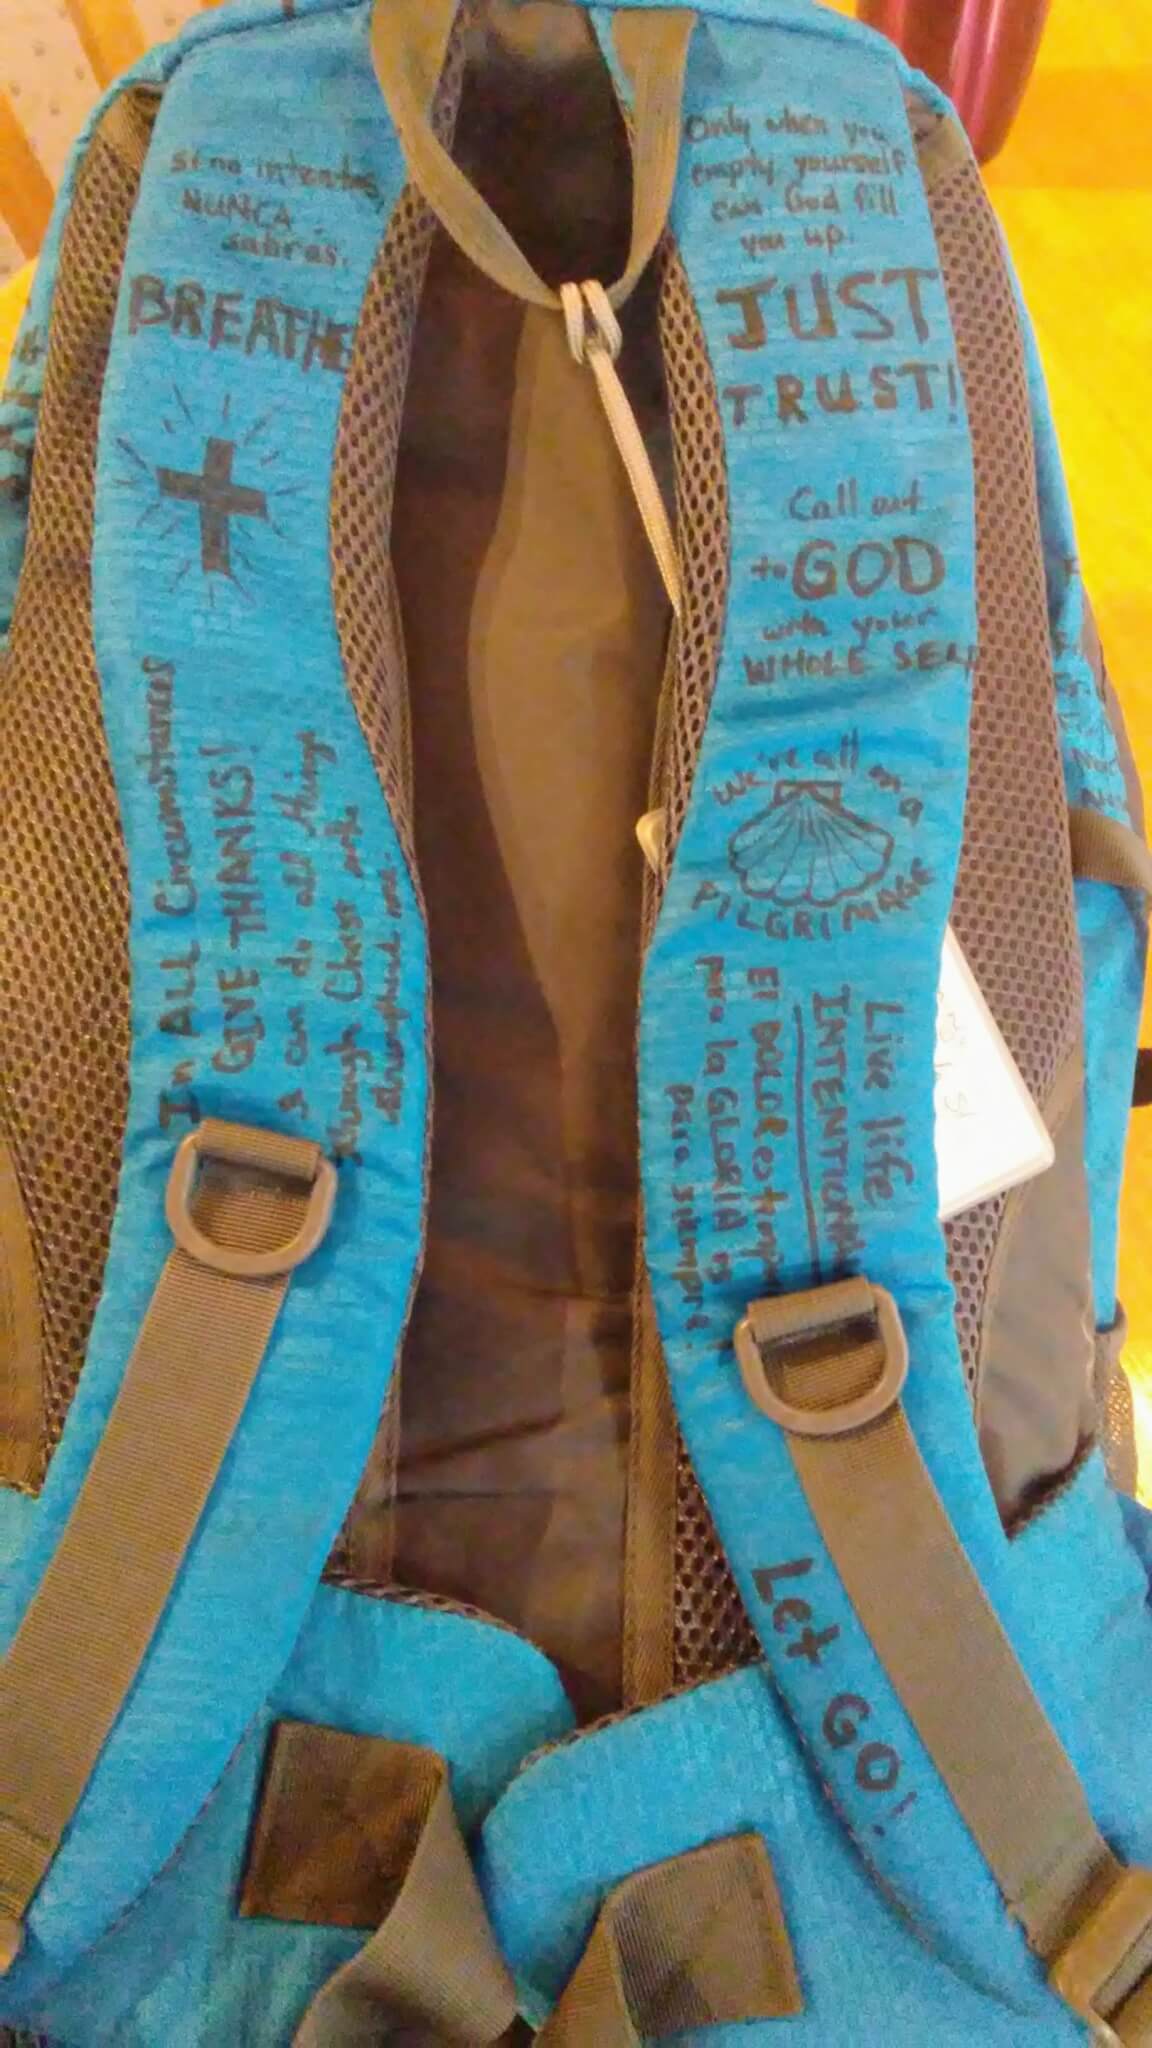 si no intentas,
NUNCA
sabras.
BREATHE
In ALL Circumstances
GIVE THANKS!
I can do all things
through Christ who
strengthens me.
Only when you
empty yourself
can God fill
you up.
JUST
TRUST!
Call out
to GOD
with your
WHOLE SELF
We're all on a
PILGRIMAGE
Live life
INTENTIONALLY
El DOLOR es
pero la GLORIA es
para siempre.
Let GO!